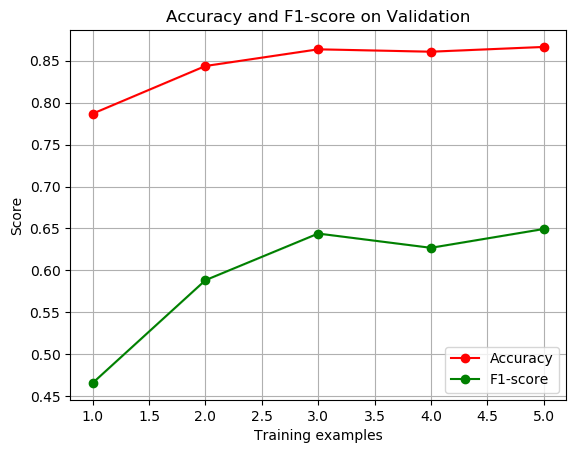 Accuracy and F1-score on Validation
0.85
0.80
0.75
0.70
0.65
0.60
0.55
0.50
0.45
Score
Accuracy
F1-score
1.0 1.5 2.0 2.5 3.0 3.5 4.0 4.5 5.0
Training examples